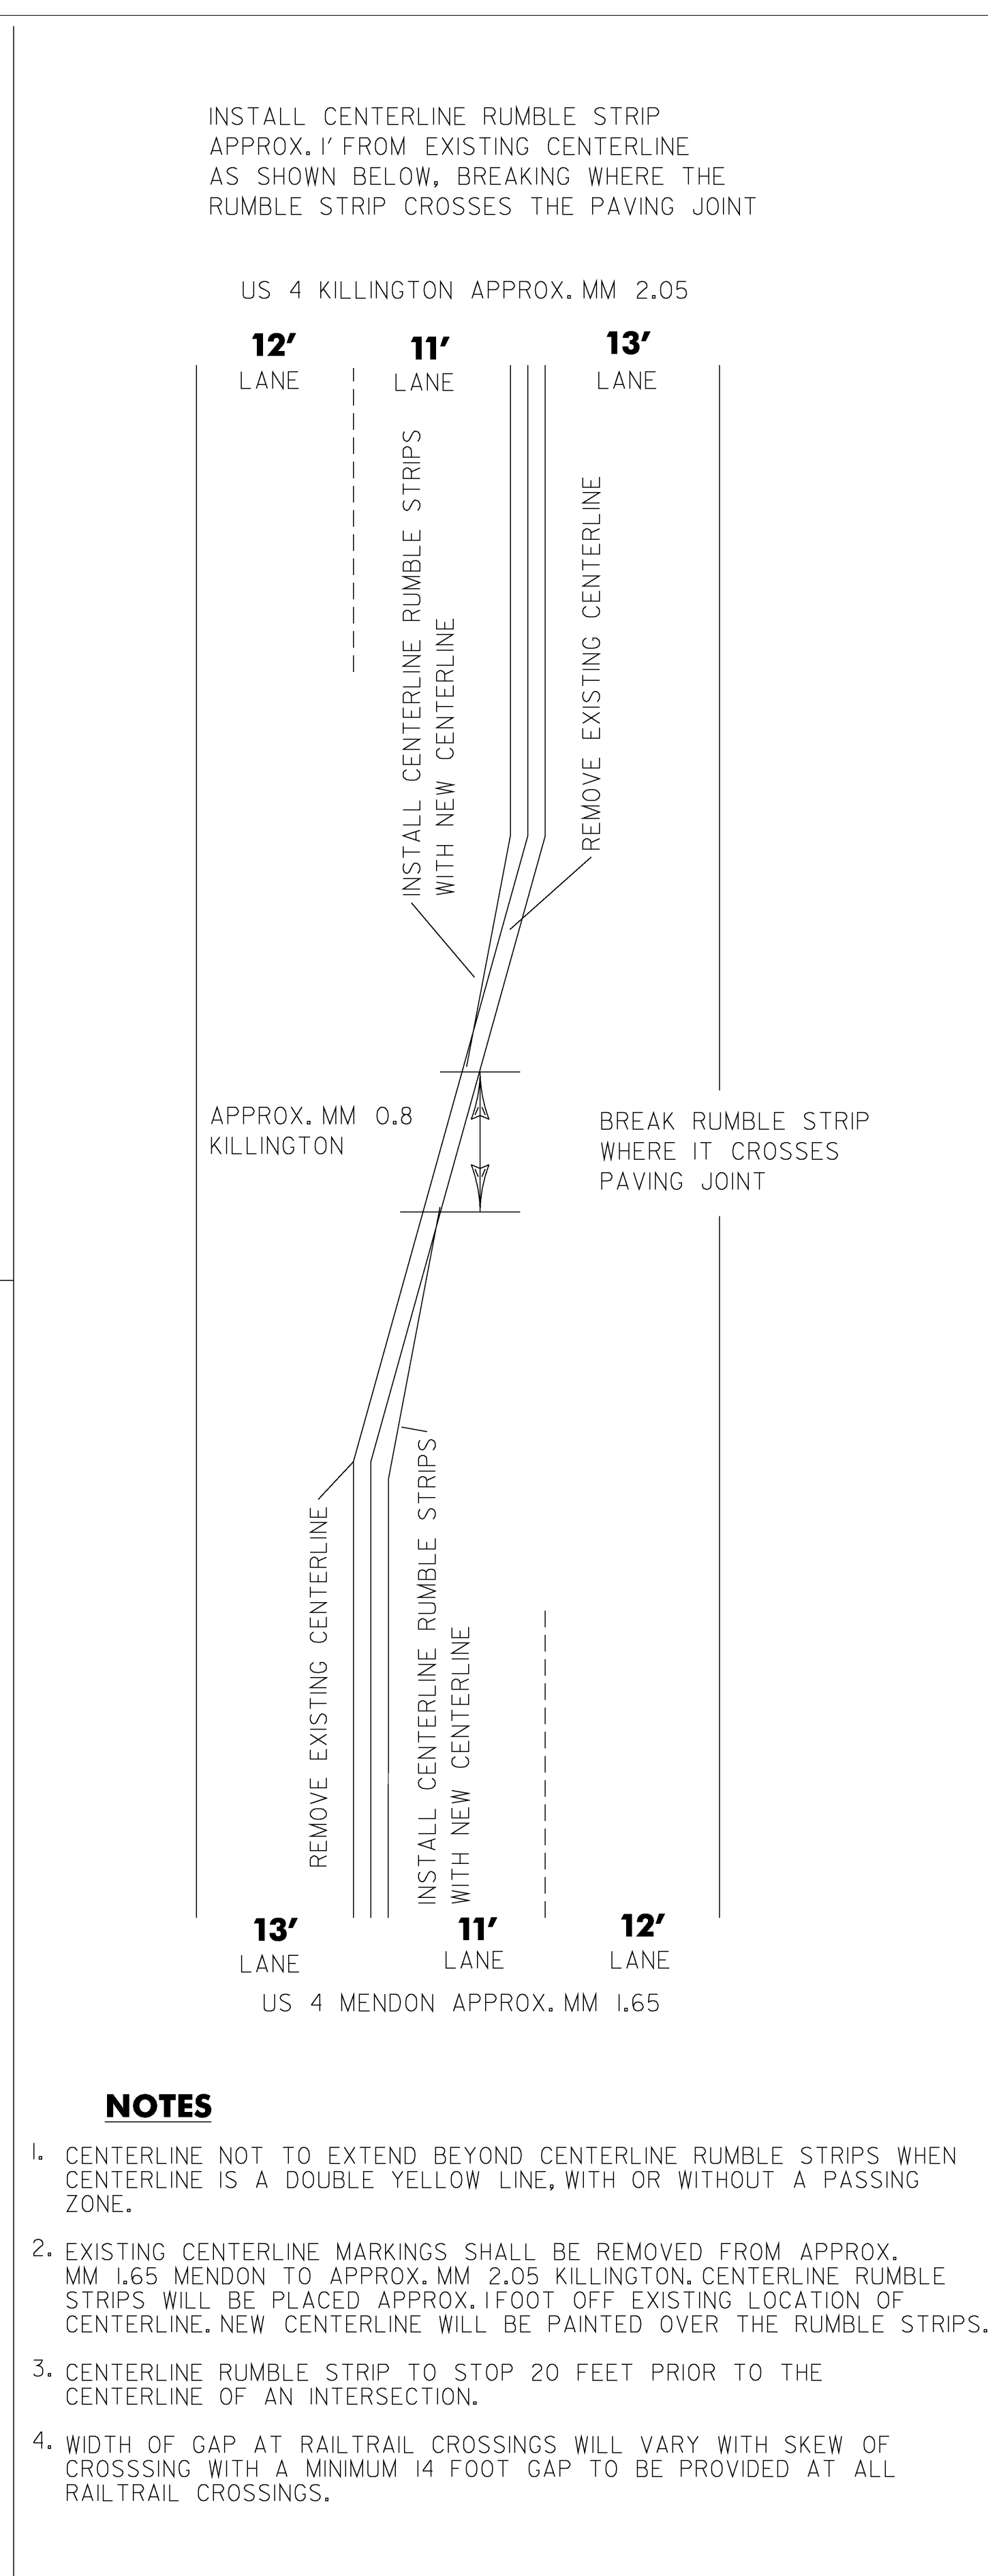 INSTALL CENTERLINE RUMBLE STRIP
APPROX. 1' FROM EXISTING CENTERLINE
AS SHOWN BELOW, BREAKING WHERE THE
RUMBLE STRIP CROSSES THE PAVING JOINT
US 4 KILLINGTON APPROX. MM 2.05
12'
LANE
11'
LANE
13'
LANE
INSTALL CENTERLINE RUMBLE STRIPS
WITH NEW CENTERLINE
REMOVE EXISTING CENTERLINE
APPROX. MM 0.8
KILLINGTON
BREAK RUMBLE STRIP
WHERE IT CROSSES
PAVING JOINT
REMOVE EXISTING CENTERLINE
INSTALL CENTERLINE RUMBLE STRIPS
WITH NEW CENTERLINE
13'
LANE
11'
LANE
12'
LANE
US 4 MENDON APPROX. MM 1.65
NOTES
1. CENTERLINE NOT TO EXTEND BEYOND CENTERLINE RUMBLE STRIPS WHEN
CENTERLINE IS A DOUBLE YELLOW LINE, WITH OR WITHOUT A PASSING
ZONE.
2. EXISTING CENTERLINE MARKINGS SHALL BE REMOVED FROM APPROX.
MM 1.65 MENDON TO APPROX. MM 2.05 KILLINGTON. CENTERLINE RUMBLE
STRIPS WILL BE PLACED APPROX. 1 FOOT OFF EXISTING LOCATION OF
CENTERLINE. NEW CENTERLINE WILL BE PAINTED OVER THE RUMBLE STRIPS.
3. CENTERLINE RUMBLE STRIP TO STOP 20 FEET PRIOR TO THE
CENTERLINE OF AN INTERSECTION.
4. WIDTH OF GAP AT RAILTRAIL CROSSINGS WILL VARY WITH SKEW OF
CROSSSING WITH A MINIMUM 14 FOOT GAP TO BE PROVIDED AT ALL
RAILTRAIL CROSSINGS.